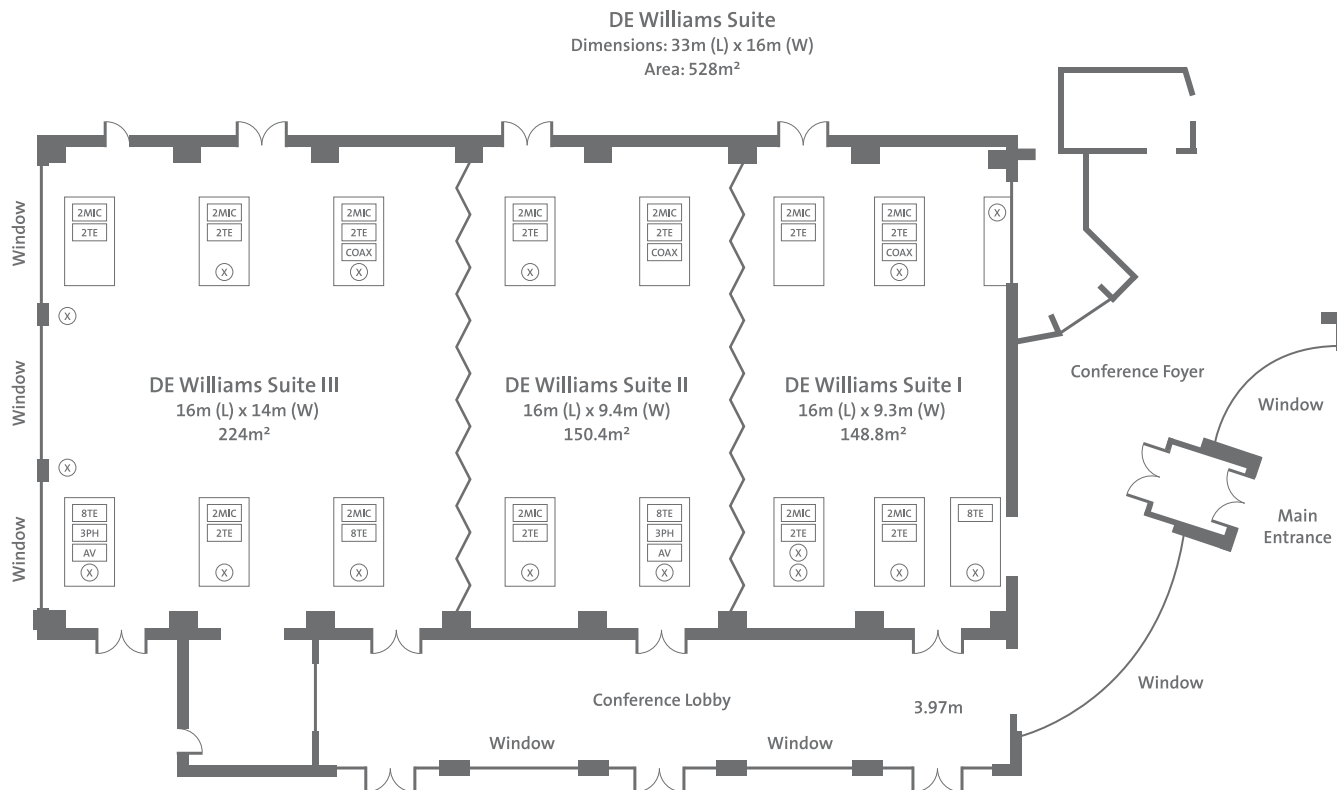 DE Williams Suite
Dimensions: 33m (L) x 16m (W)
Area: 528m²
Window
2MIC
2TE
2MIC
2TE
X
2MIC
2TE
COAX
X
2MIC
2TE
X
2MIC
2TE
COAX
2MIC
2TE
2MIC
2TE
COAX
X
X
X
Window
DE Williams Suite III
16m (L) x 14m (W)
224m²
DE Williams Suite II
16m (L) x 9.4m (W)
150.4m²
DE Williams Suite I
16m (L) x 9.3m (W)
148.8m²
Conference Foyer
Window
X
Window
8TE
3PH
AV
X
2MIC
2TE
X
2MIC
8TE
X
2MIC
2TE
X
8TE
3PH
AV
X
2MIC
2TE
X
X
2MIC
2TE
X
8TE
X
Main
Entrance
Conference Lobby
3.97m
Window
Window
Window